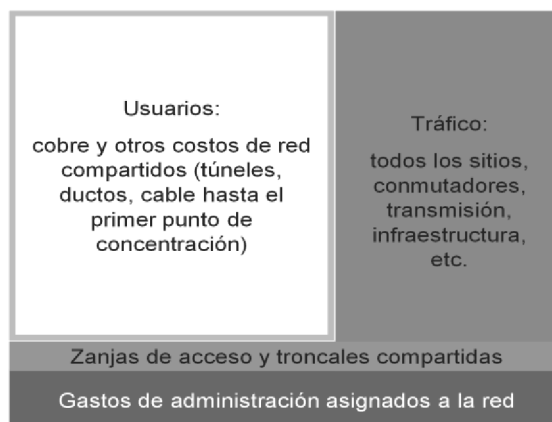 Usuarios:
cobre y otros costos de red
compartidos (túneles,
ductos, cable hasta el
primer punto de
concentración)
Tráfico:
todos los sitios,
conmutadores,
transmisión,
infraestructura,
etc.
Zanjas de acceso y troncales compartidas
Gastos de administración asignados a la red